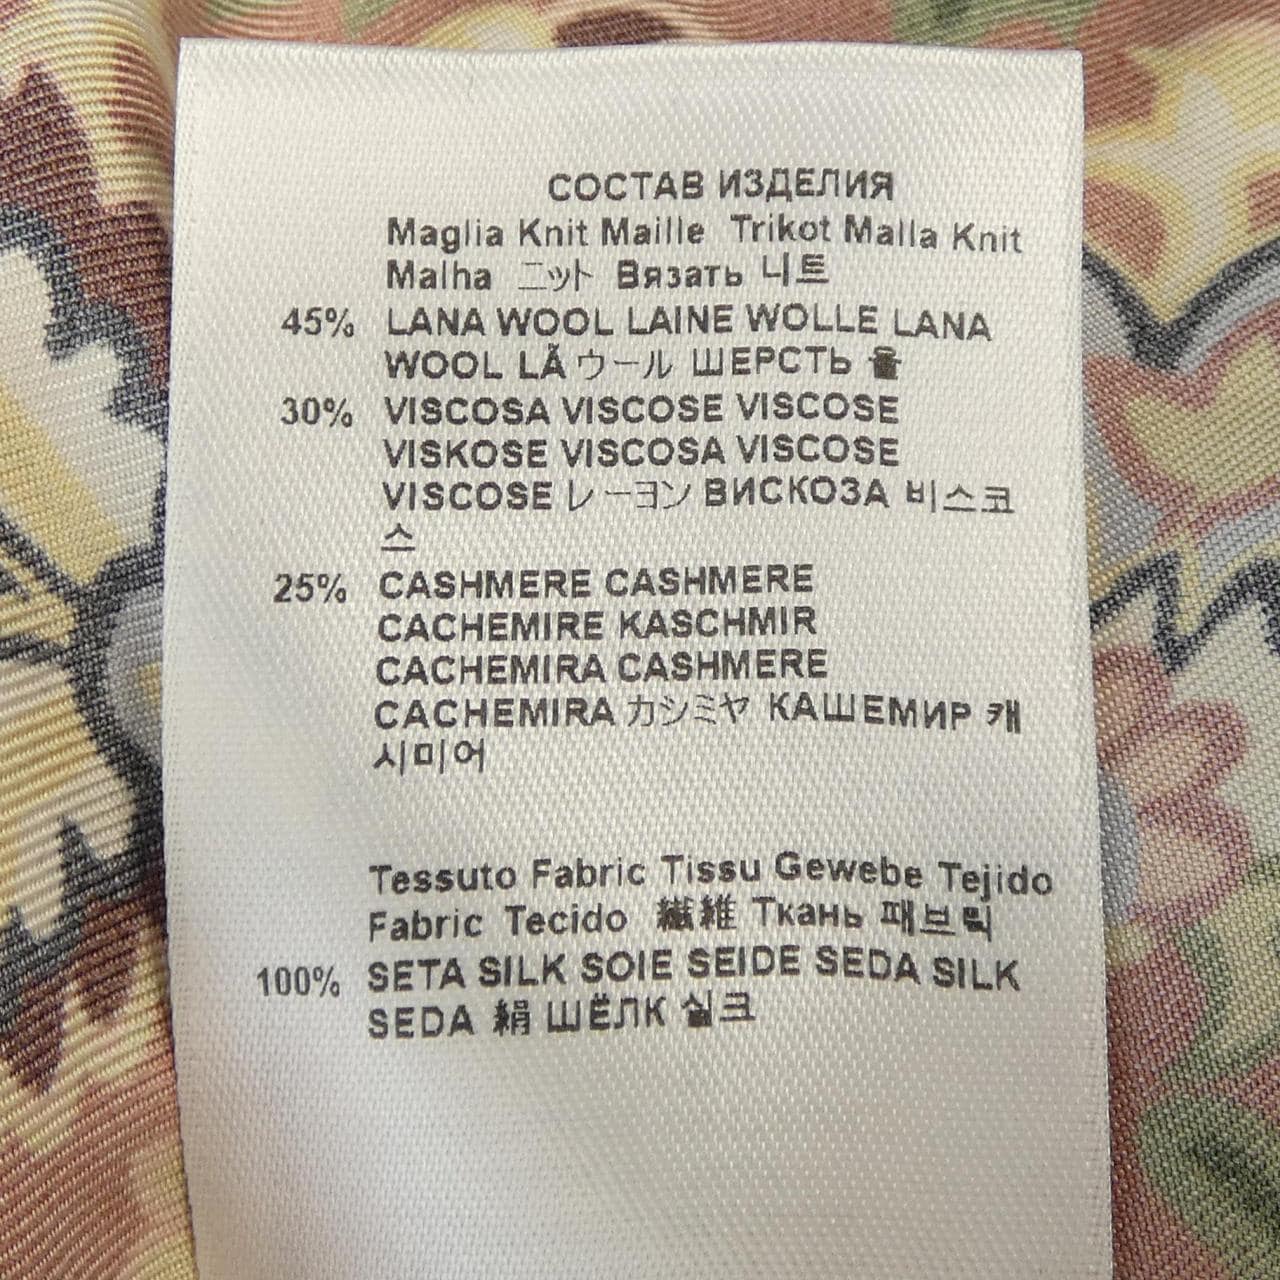 СОСТАВ ИЗДЕЛИЯ
Maglia Knit Maille Trikot Malla Knit
Malha ニット Вязать 니트
45% LANA WOOL LAINE WOLLE LANA
WOOL LÃ ウール ШЕРСТЬ 울
30% VISCOSA VISCOSE VISCOSE
VISKOSE VISCOSA VISCOSE
VISCOSE レーヨン ВИСКОЗА 비스코
스
25% CASHMERE CASHMERE
CACHEMIRE KASCHMIR
CACHEMIRA CASHMERE
CACHEMIRA カシミヤ КАШЕМИР 캐
시미어
Tessuto Fabric Tissu Gewebe Tejido
Fabric Tecido 繊維 Ткань 패브릭
100% SETA SILK SOIE SEIDE SEDA SILK
SEDA 絹 ШЁЛК 실크